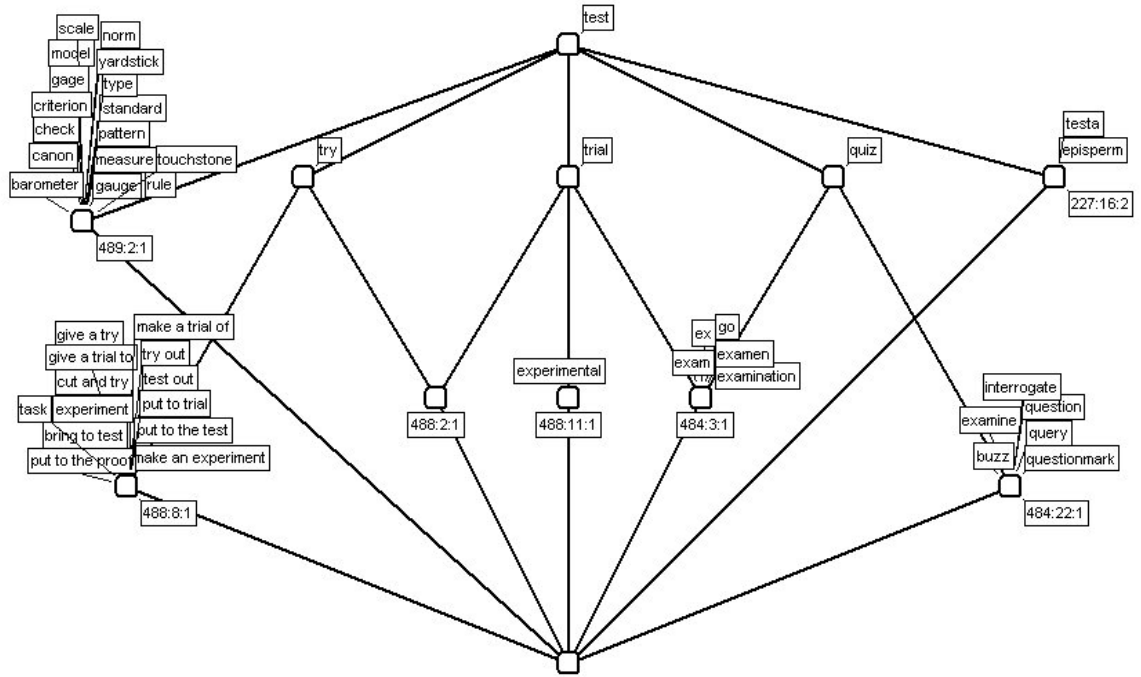 test
scale
norm
model
yardstick
gage
type
criterion
standard
check
pattern
canon
measure
touchstone
barometer
gauge
rule
489:2:1
try
trial
quiz
testa
episperm
227:16:2
give a try
make a trial of
give a trial to
try out
cut and try
test out
task
experiment
put to trial
bring to test
put to the test
put to the proof
make an experiment
488:8:1
488:2:1
experimental
488:11:1
ex
go
exam
examen
examination
484:3:1
interrogate
examine
question
buzz
query
questionmark
484:22:1